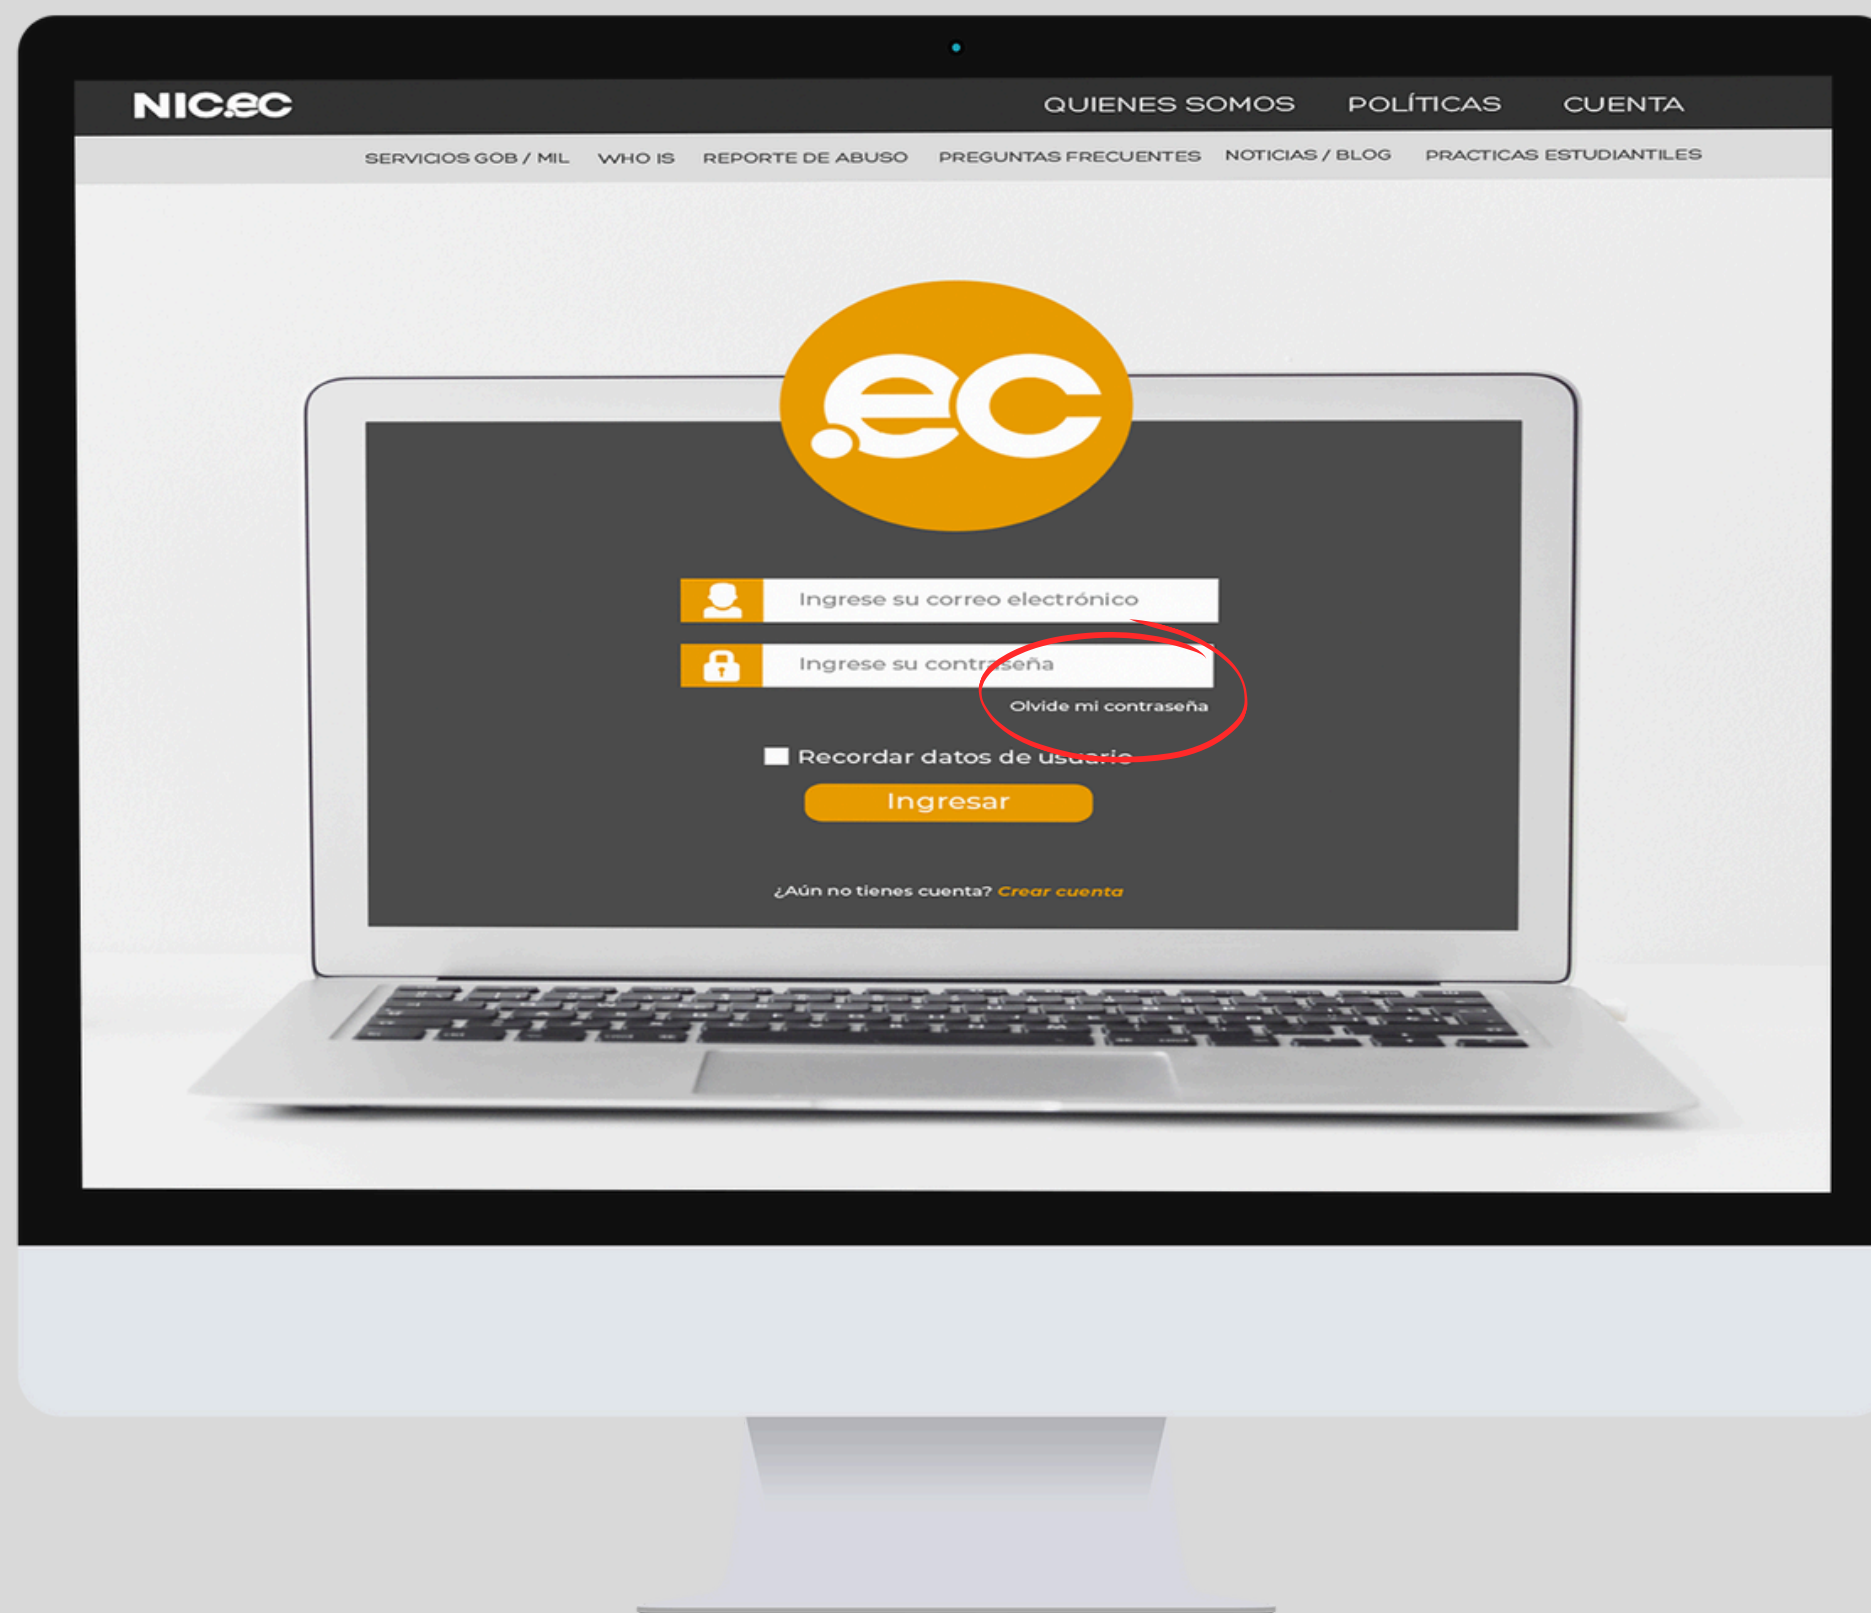 NIC.ec
QUIENES SOMOS POLÍTICAS CUENTA
SERVICIOS GOB / MIL WHO IS REPORTE DE ABUSO PREGUNTAS FRECUENTES NOTICIAS / BLOG PRACTICAS ESTUDIANTILES
.ec
Ingrese su correo electrónico
Ingrese su contraseña
Olvide mi contraseña
Recordar datos de usuario
Ingresar
¿Aún no tienes cuenta? Crear cuenta